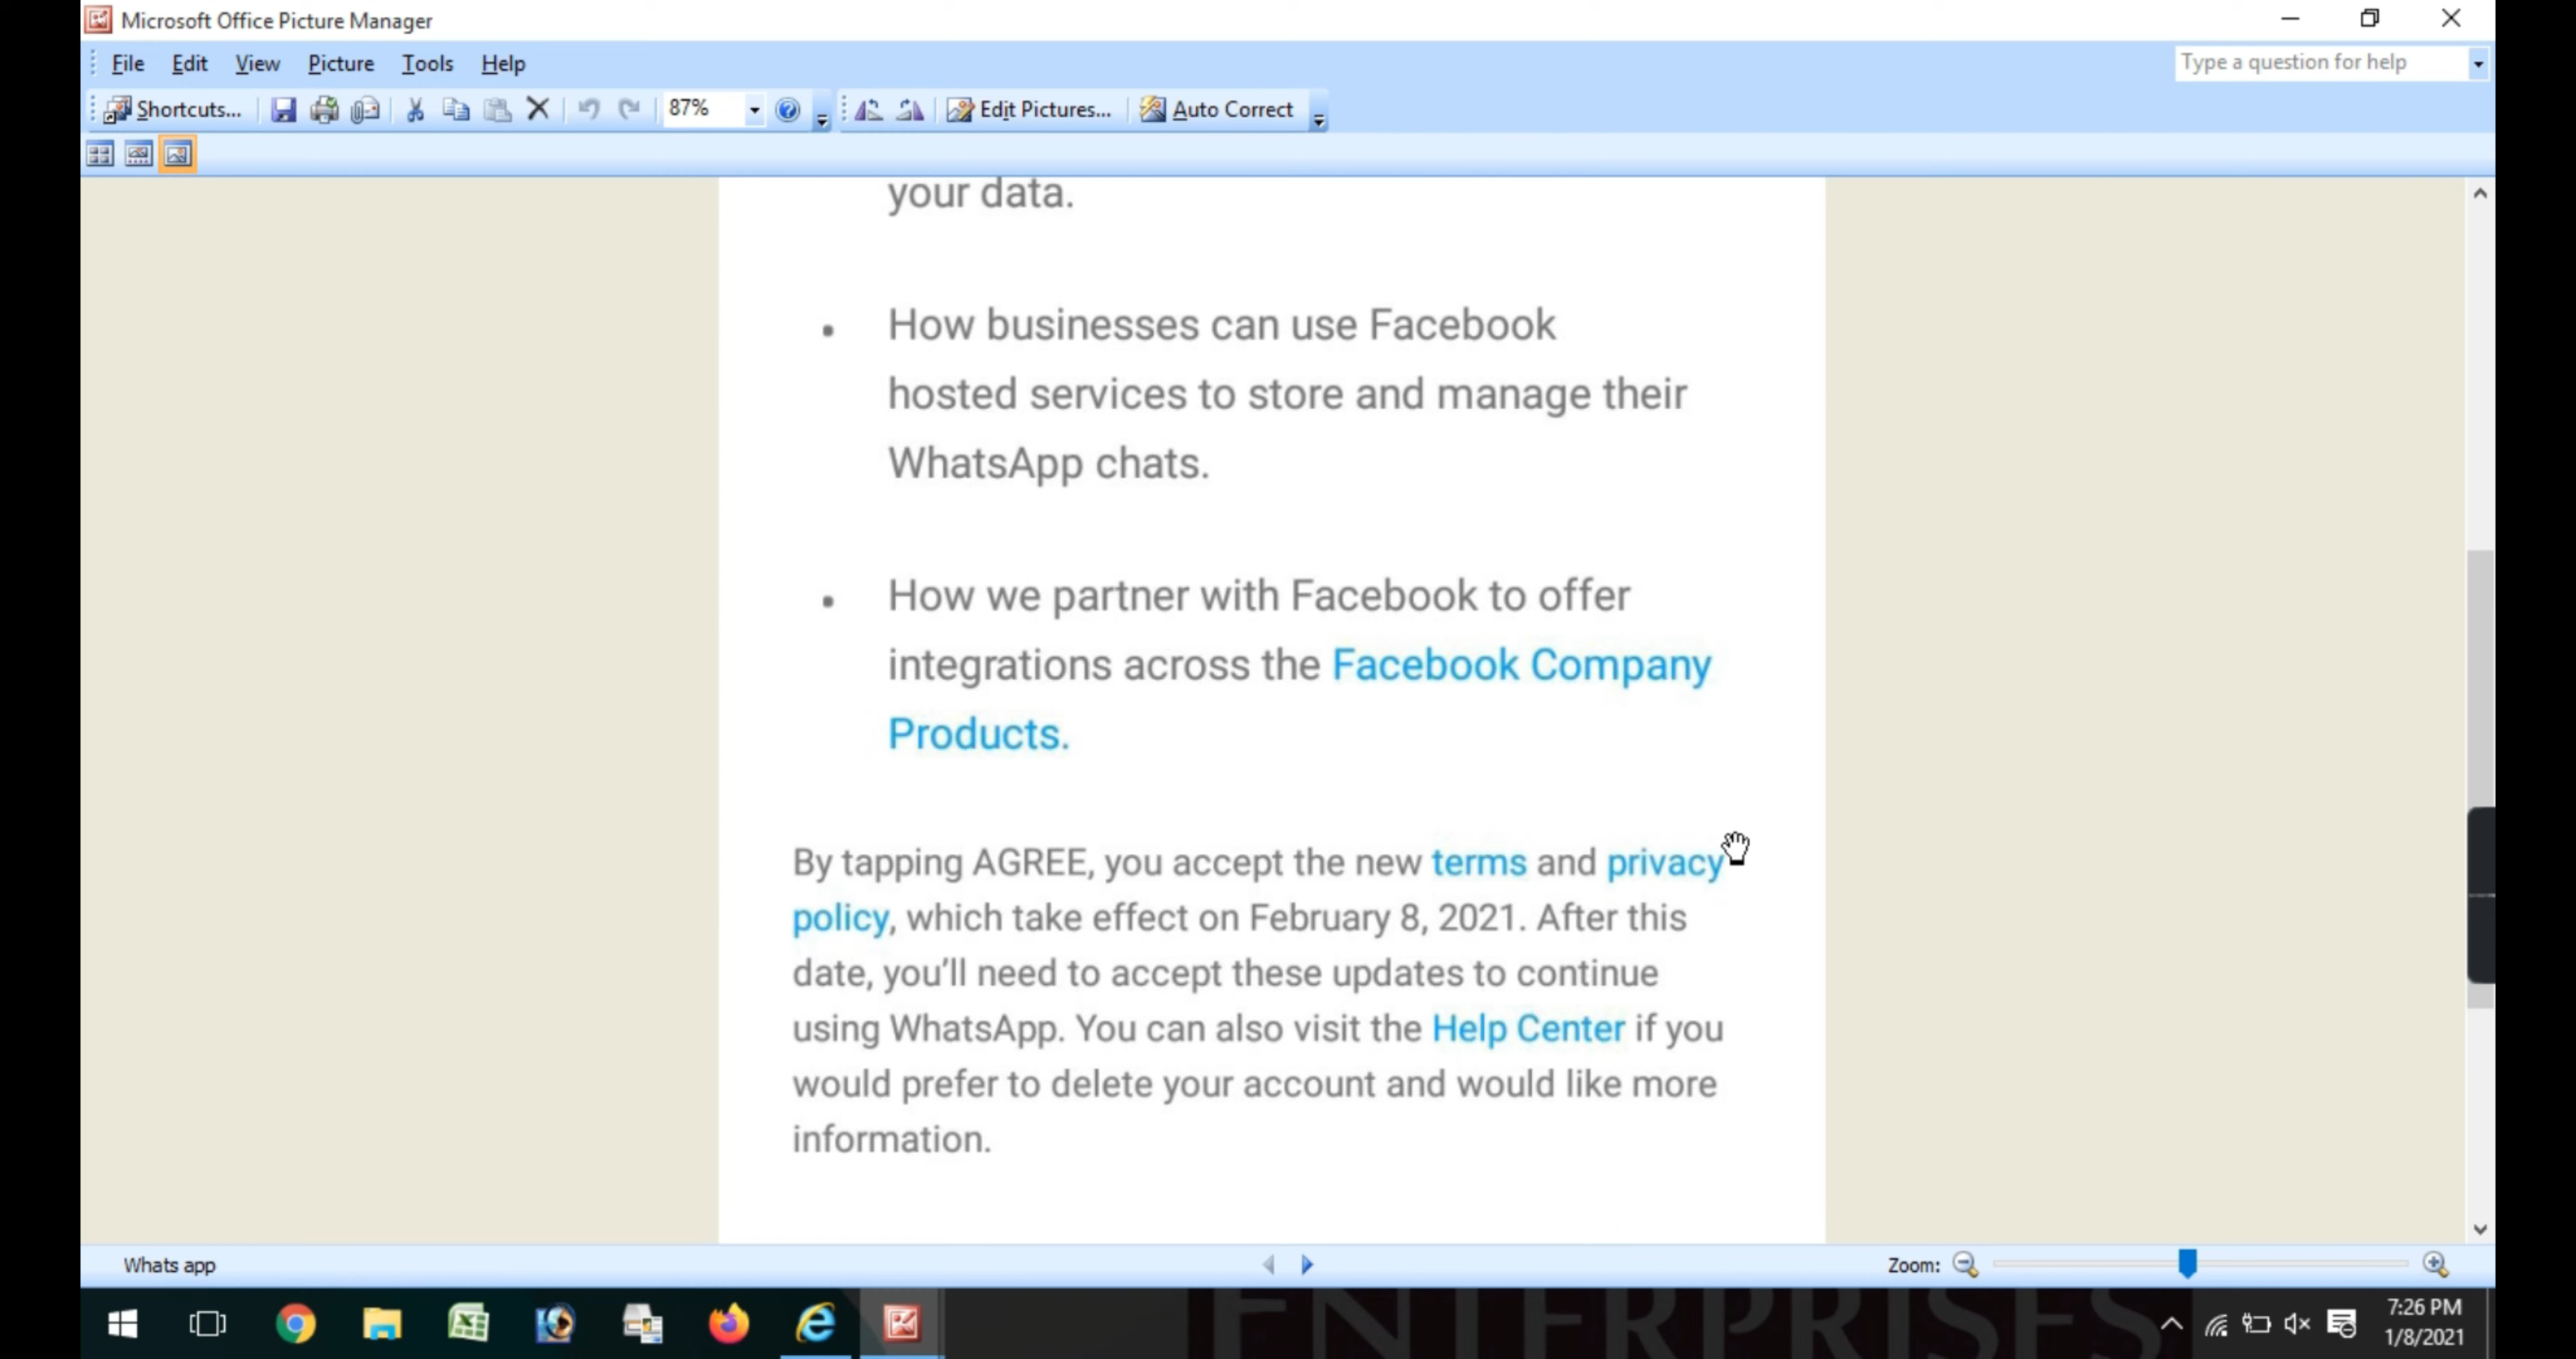 Microsoft Office Picture Manager
File Edit View Picture Tools Help
Type a question for help
Shortcuts...
87%
Edit Pictures...
Auto Correct
your data.
• How businesses can use Facebook
hosted services to store and manage their
WhatsApp chats.
• How we partner with Facebook to offer
integrations across the Facebook Company
Products.
By tapping AGREE, you accept the new terms and privacy
policy, which take effect on February 8, 2021. After this
date, you’ll need to accept these updates to continue
using WhatsApp. You can also visit the Help Center if you
would prefer to delete your account and would like more
information.
Whats app
Zoom:
ENTERPRISES
7:26 PM
1/8/2021